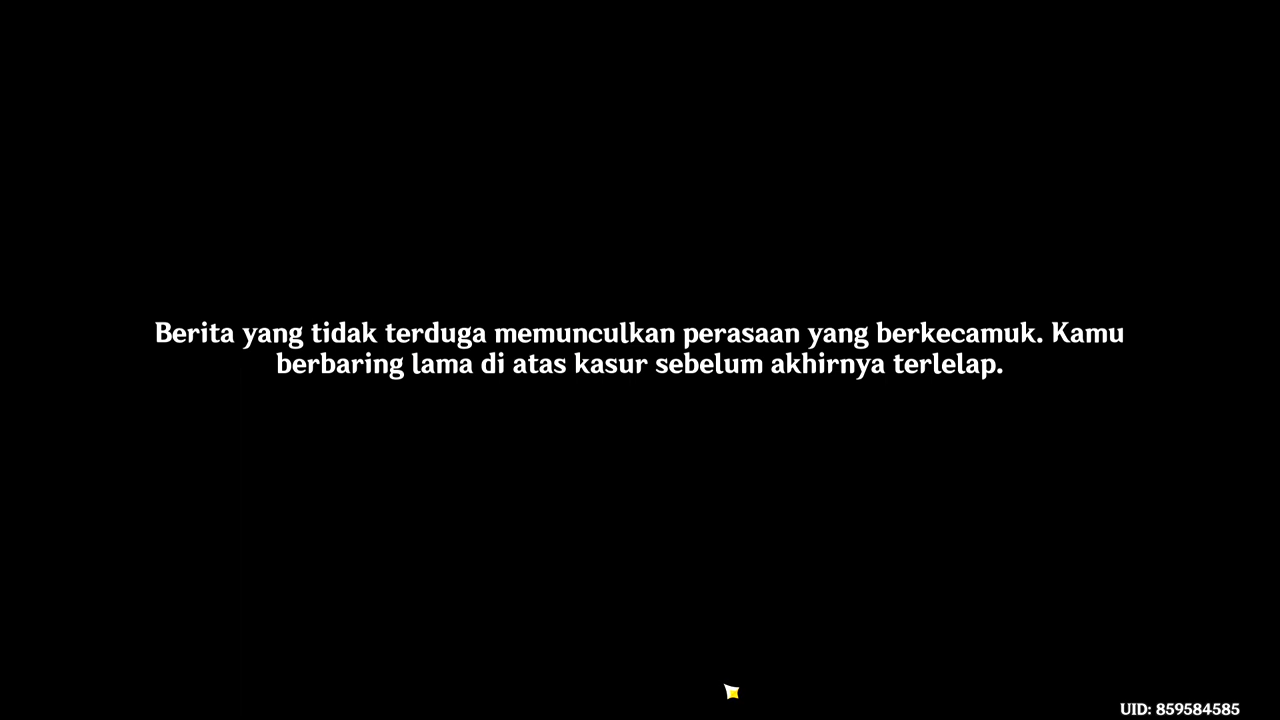 Berita yang tidak terduga memunculkan perasaan yang berkecamuk. Kamu
berbaring lama di atas kasur sebelum akhirnya terlelap.
UID: 859584585